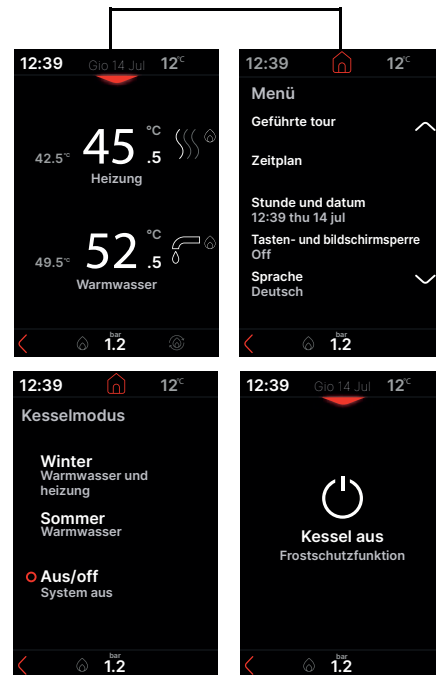 12:39 Gio 14 Jul 12°C
42.5°C 45.5 °C
Heizung
49.5°C 52.5 °C
Warmwasser
bar
1.2
12:39 12°C
Menü
Geführte tour
Zeitplan
Stunde und datum
12:39 thu 14 jul
Tasten- und bildschirmsperre
Off
Sprache
Deutsch
bar
1.2
12:39 12°C
Kesselmodus
Winter
Warmwasser und
heizung
Sommer
Warmwasser
Aus/off
System aus
bar
1.2
12:39 Gio 14 Jul 12°C
Kessel aus
Frostschutzfunktion
bar
1.2